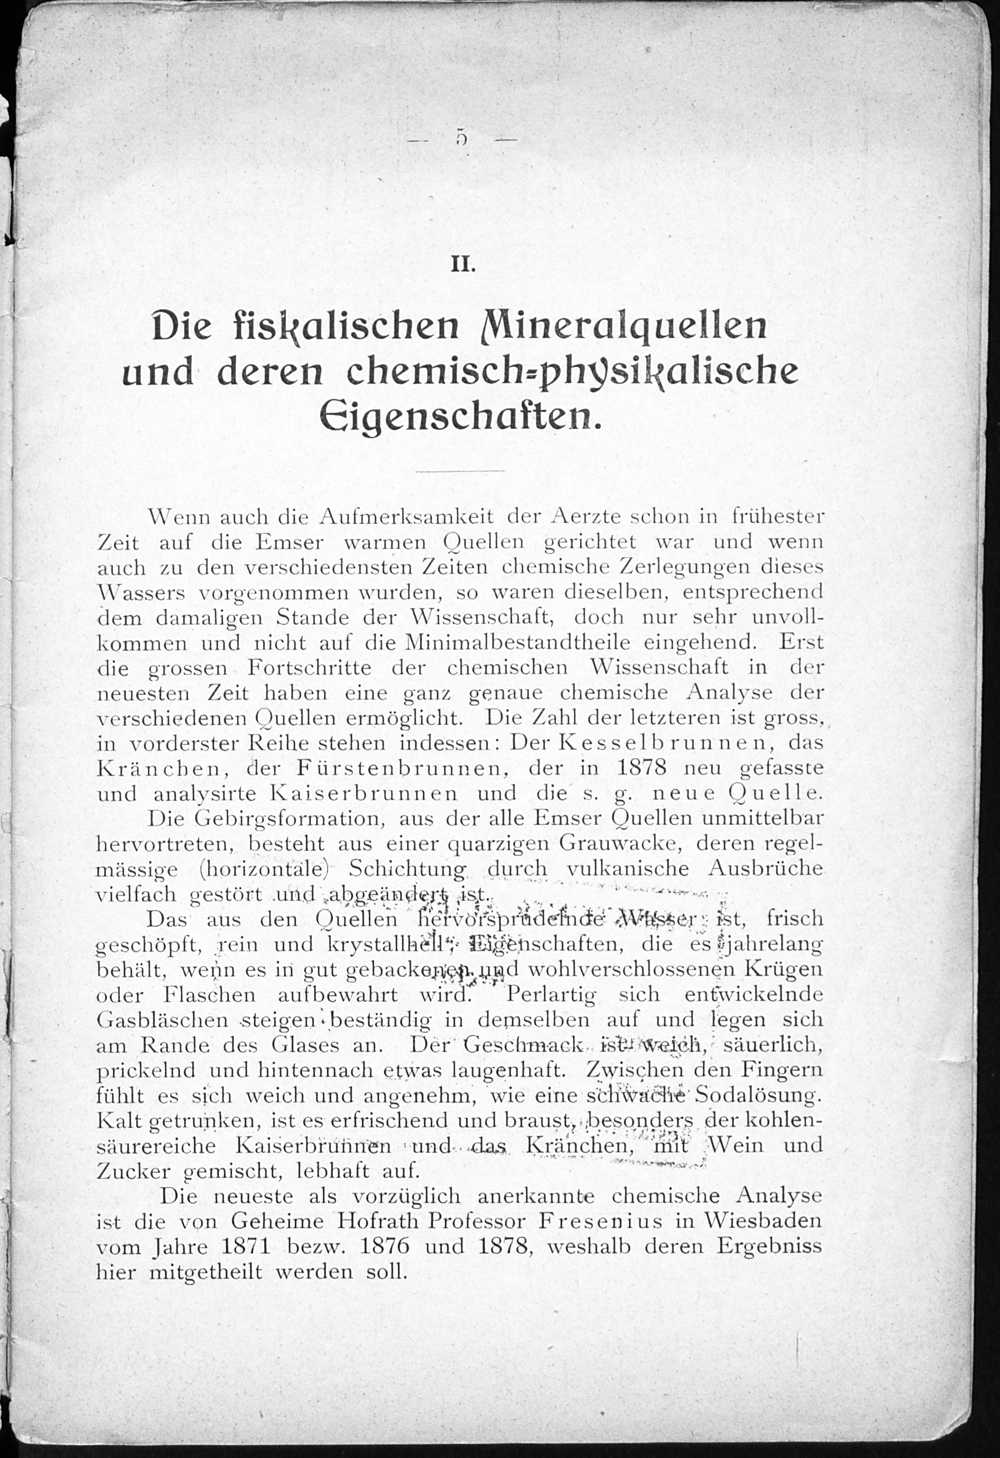 — 5 —
II.
Die fiskalischen Mineralquellen
und deren chemisch-physikalische
Eigenschaften.
Wenn auch die Aufmerksamkeit der Aerzte schon in frühester
Zeit auf die Emser warmen Quellen gerichtet war und wenn
auch zu den verschiedensten Zeiten chemische Zerlegungen dieses
Wassers vorgenommen wurden, so waren dieselben, entsprechend
dem damaligen Stande der Wissenschaft, doch nur sehr unvoll-
kommen und nicht auf die Minimalbestandtheile eingehend. Erst
die grossen Fortschritte der chemischen Wissenschaft in der
neuesten Zeit haben eine ganz genaue chemische Analyse der
verschiedenen Quellen ermöglicht. Die Zahl der letzteren ist gross,
in vorderster Reihe stehen indessen: Der Kesselbrunnen, das
Kränchen, der Fürstenbrunnen, der in 1878 neu gefasste
und analysirte Kaiserbrunnen und die s. g. neue Quelle.
Die Gebirgsformation, aus der alle Emser Quellen unmittelbar
hervortreten, besteht aus einer quarzigen Grauwacke, deren regel-
mässige (horizontale) Schichtung durch vulkanische Ausbrüche
vielfach gestört und abgeändert ist.
Das aus den Quellen hervorsprudelnde Wasser ist, frisch
geschöpft, rein und krystallhell; Eigenschaften, die es jahrelang
behält, wenn es in gut gebackenen und wohlverschlossenen Krügen
oder Flaschen aufbewahrt wird. Perlartig sich entwickelnde
Gasbläschen steigen beständig in demselben auf und legen sich
am Rande des Glases an. Der Geschmack ist weich, säuerlich,
prickelnd und hintennach etwas laugenhaft. Zwischen den Fingern
fühlt es sich weich und angenehm, wie eine schwache Sodalösung.
Kalt getrunken, ist es erfrischend und braust, besonders der kohlen-
säurereiche Kaiserbrunnen und das Kränchen, mit Wein und
Zucker gemischt, lebhaft auf.
Die neueste als vorzüglich anerkannte chemische Analyse
ist die von Geheime Hofrath Professor Fresenius in Wiesbaden
vom Jahre 1871 bezw. 1876 und 1878, weshalb deren Ergebniss
hier mitgetheilt werden soll.